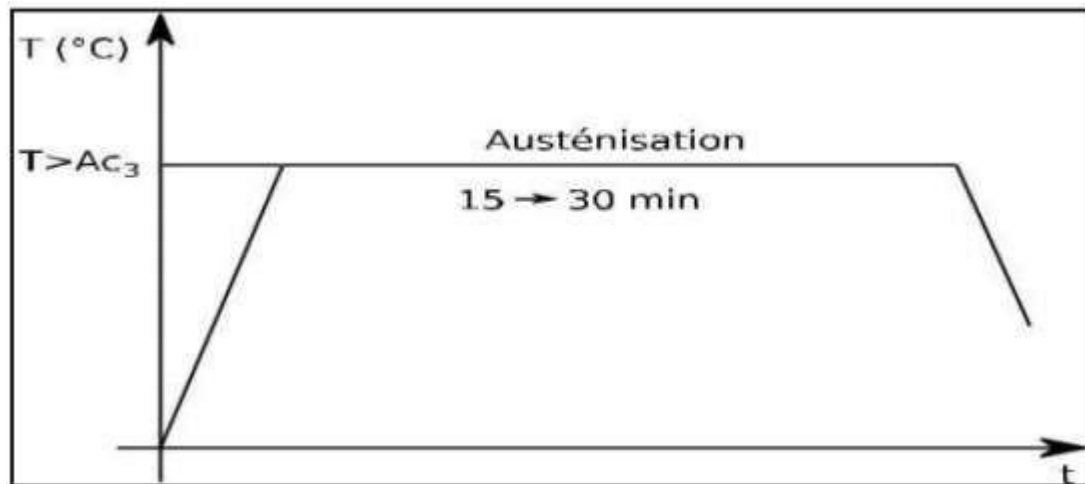 T (°C)
Austénisation
T>Ac₃
15 → 30 min
t